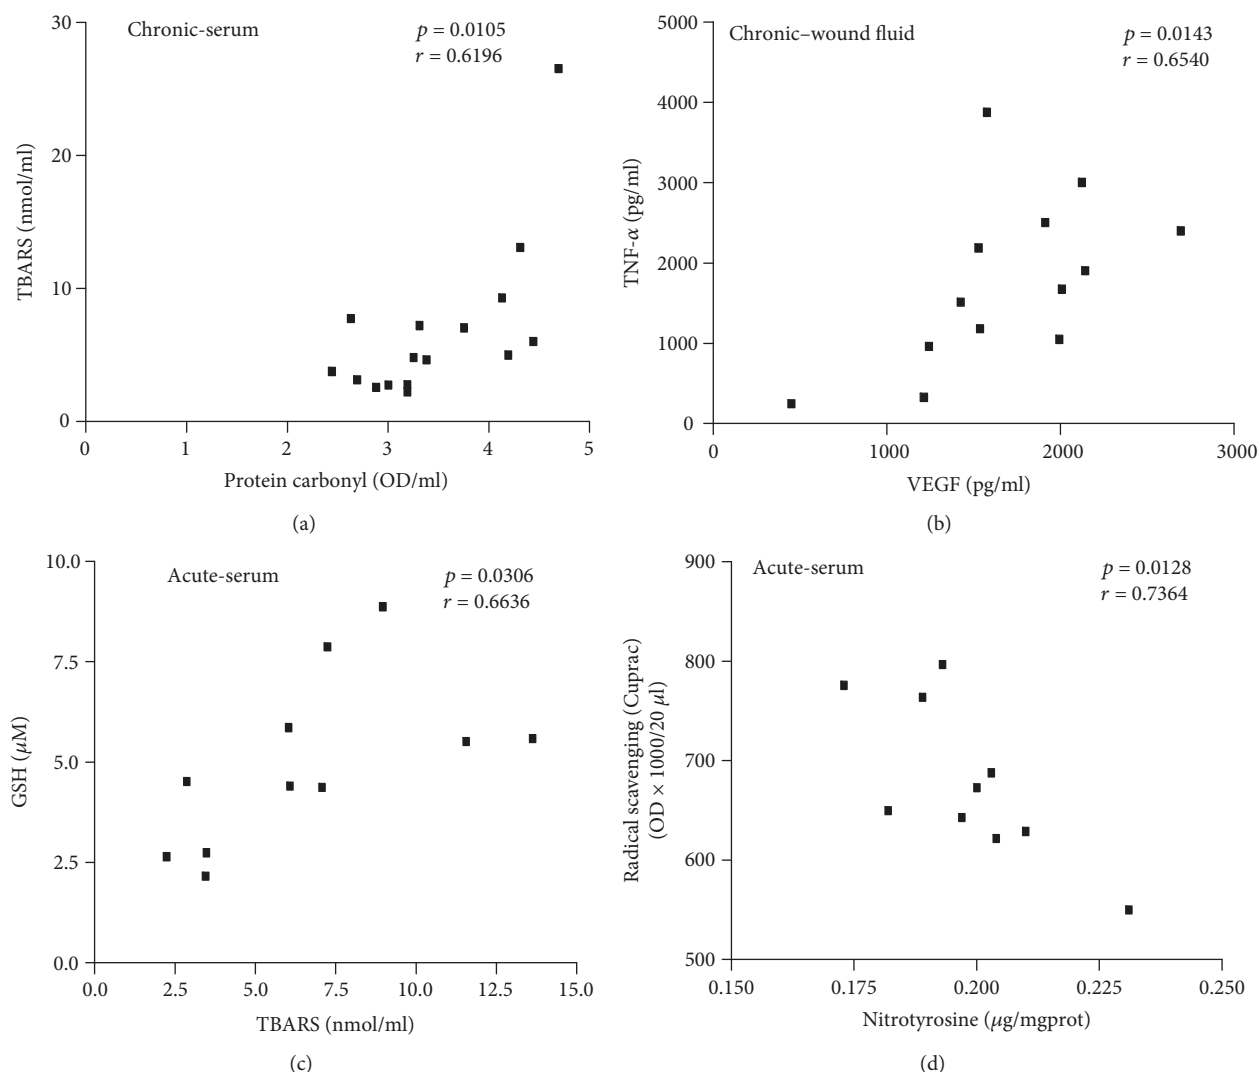 Chronic-serum
p = 0.0105
r = 0.6196
TBARS (nmol/ml)
30
20
10
0
0 1 2 3 4 5
Protein carbonyl (OD/ml)
(a)
Chronic–wound fluid
p = 0.0143
r = 0.6540
TNF-α (pg/ml)
5000
4000
3000
2000
1000
0
0 1000 2000 3000
VEGF (pg/ml)
(b)
Acute-serum
p = 0.0306
r = 0.6636
GSH (μM)
10.0
7.5
5.0
2.5
0.0
0.0 2.5 5.0 7.5 10.0 12.5 15.0
TBARS (nmol/ml)
(c)
Acute-serum
p = 0.0128
r = 0.7364
Radical scavenging (Cuprac)
(OD × 1000/20 μl)
900
800
700
600
500
0.150 0.175 0.200 0.225 0.250
Nitrotyrosine (μg/mgprot)
(d)